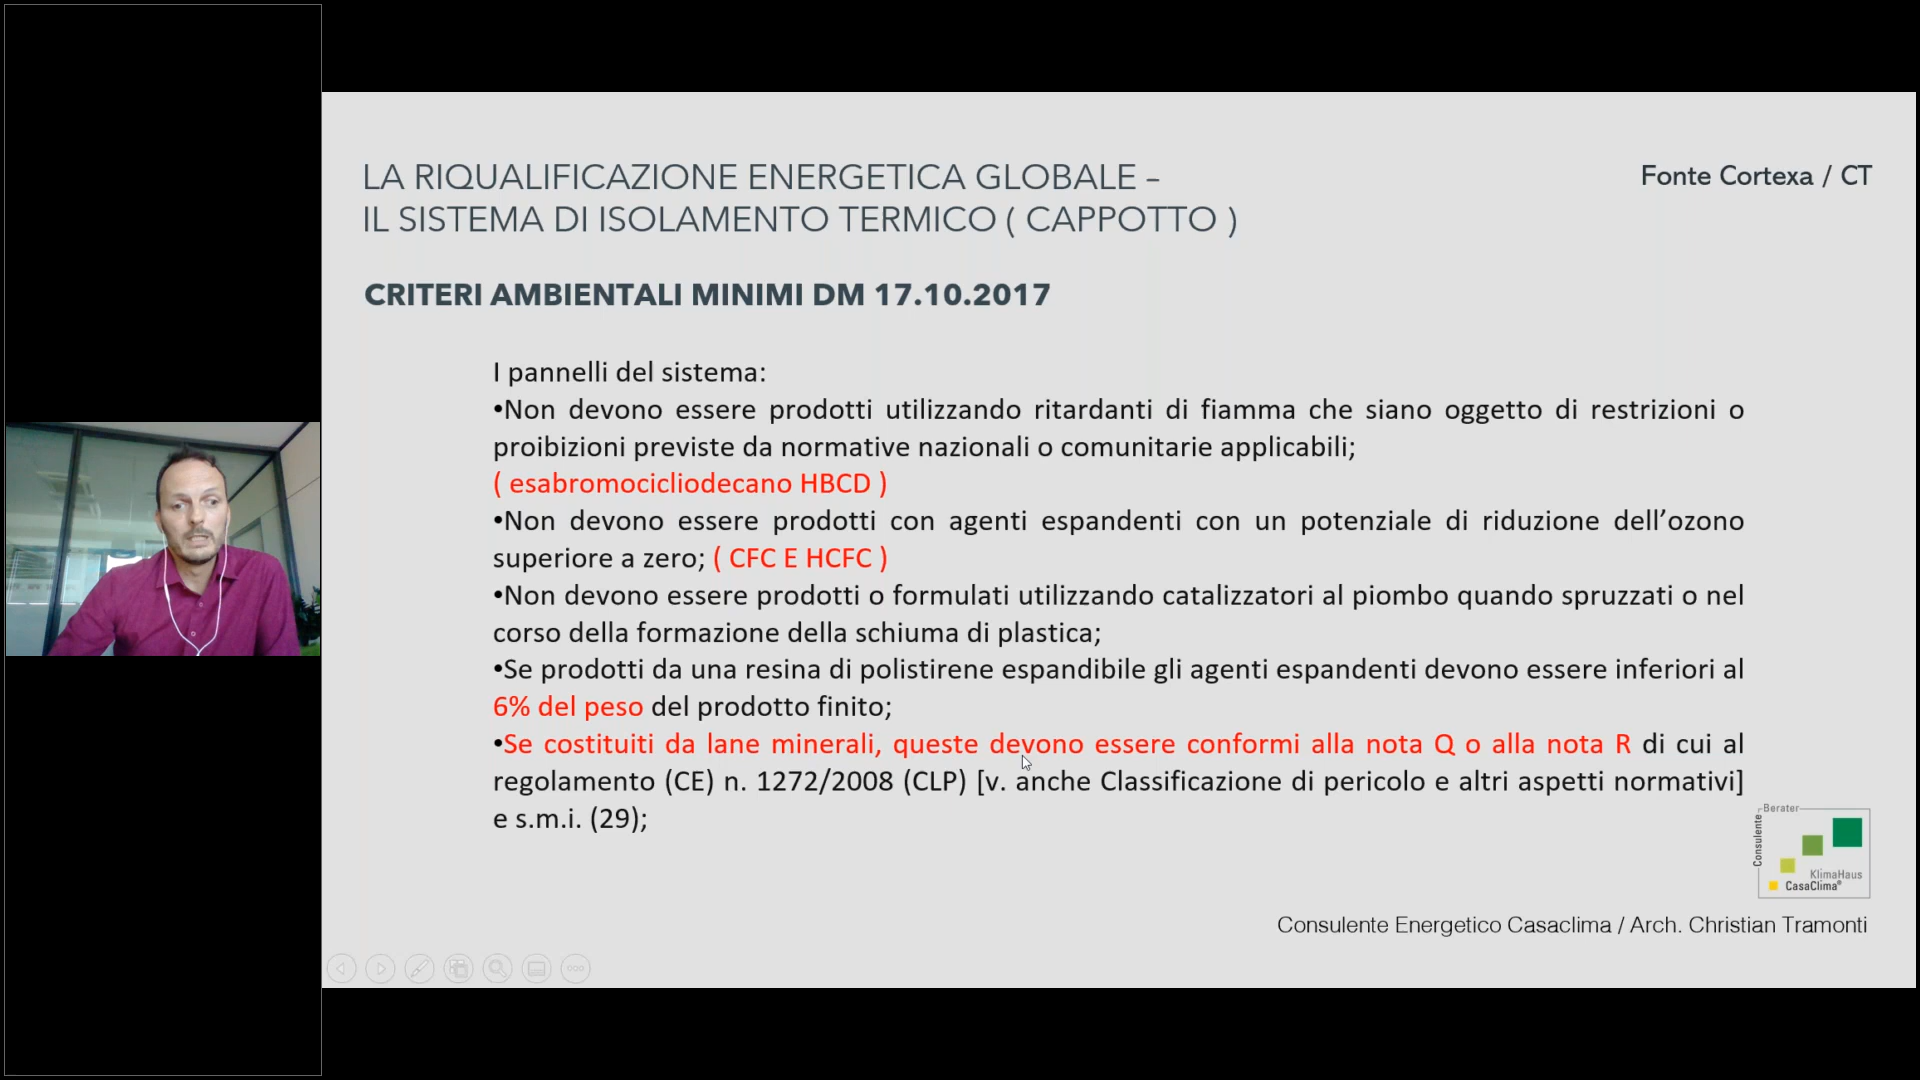 LA RIQUALIFICAZIONE ENERGETICA GLOBALE –
IL SISTEMA DI ISOLAMENTO TERMICO ( CAPPOTTO )
Fonte Cortexa / CT
CRITERI AMBIENTALI MINIMI DM 17.10.2017
I pannelli del sistema:
•Non devono essere prodotti utilizzando ritardanti di fiamma che siano oggetto di restrizioni o
proibizioni previste da normative nazionali o comunitarie applicabili;
( esabromocicliodecano HBCD )
•Non devono essere prodotti con agenti espandenti con un potenziale di riduzione dell’ozono
superiore a zero; ( CFC E HCFC )
•Non devono essere prodotti o formulati utilizzando catalizzatori al piombo quando spruzzati o nel
corso della formazione della schiuma di plastica;
•Se prodotti da una resina di polistirene espandibile gli agenti espandenti devono essere inferiori al
6% del peso del prodotto finito;
•Se costituiti da lane minerali, queste devono essere conformi alla nota Q o alla nota R di cui al
regolamento (CE) n. 1272/2008 (CLP) [v. anche Classificazione di pericolo e altri aspetti normativi]
e s.m.i. (29);
Berater
Consulente
KlimaHaus
CasaClima®
Consulente Energetico Casaclima / Arch. Christian Tramonti